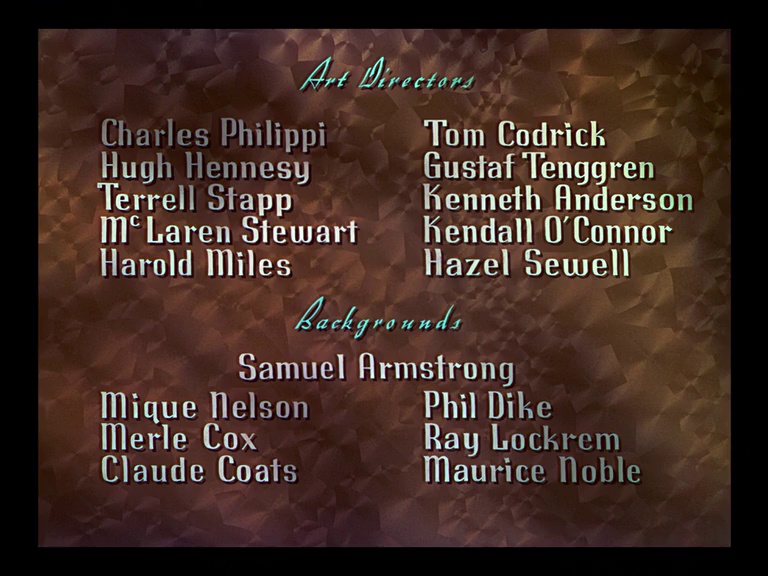 Art Directors
Charles Philippi
Hugh Hennesy
Terrell Stapp
McLaren Stewart
Harold Miles
Tom Codrick
Gustaf Tenggren
Kenneth Anderson
Kendall O'Connor
Hazel Sewell
Backgrounds
Samuel Armstrong
Mique Nelson
Merle Cox
Claude Coats
Phil Dike
Ray Lockrem
Maurice Noble